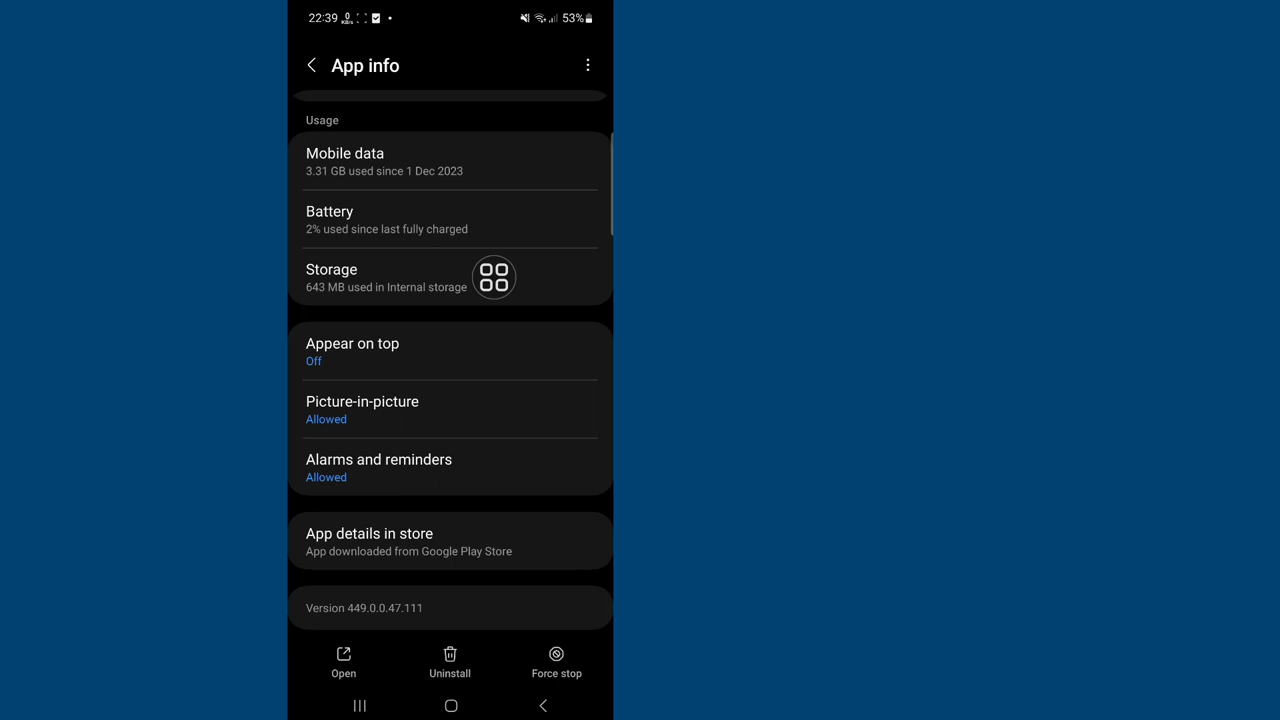 22:39 0 KB/s 53%
App info
Usage
Mobile data
3.31 GB used since 1 Dec 2023
Battery
2% used since last fully charged
Storage
643 MB used in Internal storage
Appear on top
Off
Picture-in-picture
Allowed
Alarms and reminders
Allowed
App details in store
App downloaded from Google Play Store
Version 449.0.0.47.111
Open Uninstall Force stop